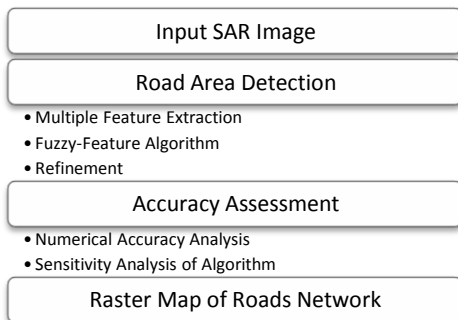 Input SAR Image
Road Area Detection
• Multiple Feature Extraction
• Fuzzy-Feature Algorithm
• Refinement
Accuracy Assessment
• Numerical Accuracy Analysis
• Sensitivity Analysis of Algorithm
Raster Map of Roads Network